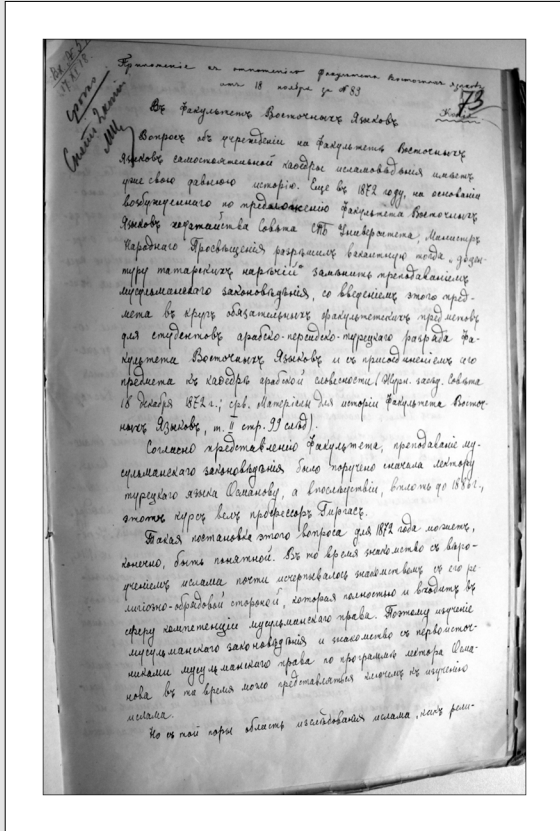 Приложение къ отношенію Факультета Восточныхъ языковъ
отъ 18 ноября за № 89
73
срочно
Въ Факультетъ Восточныхъ Языковъ
Вопросъ объ учрежденіи на Факультетѣ Восточныхъ
Языковъ самостоятельной каѳедры исламовѣдѣнія имѣетъ
уже свою давнюю исторію. Еще въ 1872 году, на основаніи
возбужденнаго по предложенію Факультета Восточныхъ
Языковъ ходатайства Совѣта СПБ Университета, Министръ
Народнаго Просвѣщенія разрѣшилъ вакантную тогда „доцен-
туру татарскихъ нарѣчій“ замѣнить преподаваніемъ
мусульманскаго законовѣдѣнія, со введеніемъ этого пред-
мета въ кругъ обязательныхъ факультетскихъ предметовъ
для студентовъ арабско-персидско-турецкаго разряда Фа-
культета Восточныхъ Языковъ и съ присоединеніемъ его
предмета къ каѳедрѣ арабской словесности (Журн. засѣд. Совѣта
18 декабря 1872 г.; срв. Матеріалы для исторіи Факультета Восточ-
ныхъ Языковъ, т. II стр. 99 слѣд).
Согласно представленію Факультета, преподаваніе му-
сульманскаго законовѣдѣнія было поручено сначала лектору
турецкаго языка Османову, а впослѣдствіи, вплоть до 1886 г.,
этотъ курсъ велъ профессоръ Гиргасъ.
Такая постановка этого вопроса для 1872 года можетъ,
конечно, быть понятной. Въ то время знакомство съ вѣро-
ученіемъ ислама почти исчерпывалось знакомствомъ съ его ре-
лигіозно-обрядовой стороной, которая полностью и входитъ въ
сферу компетенціи мусульманскаго права. Поэтому изученіе
мусульманскаго законовѣдѣнія и знакомство съ первоисточ-
никами мусульманскаго права по программѣ лектора Осма-
нова въ то время могло представляться ключемъ къ изученію
ислама.
Но съ той поры область изслѣдованія ислама, какъ рели-